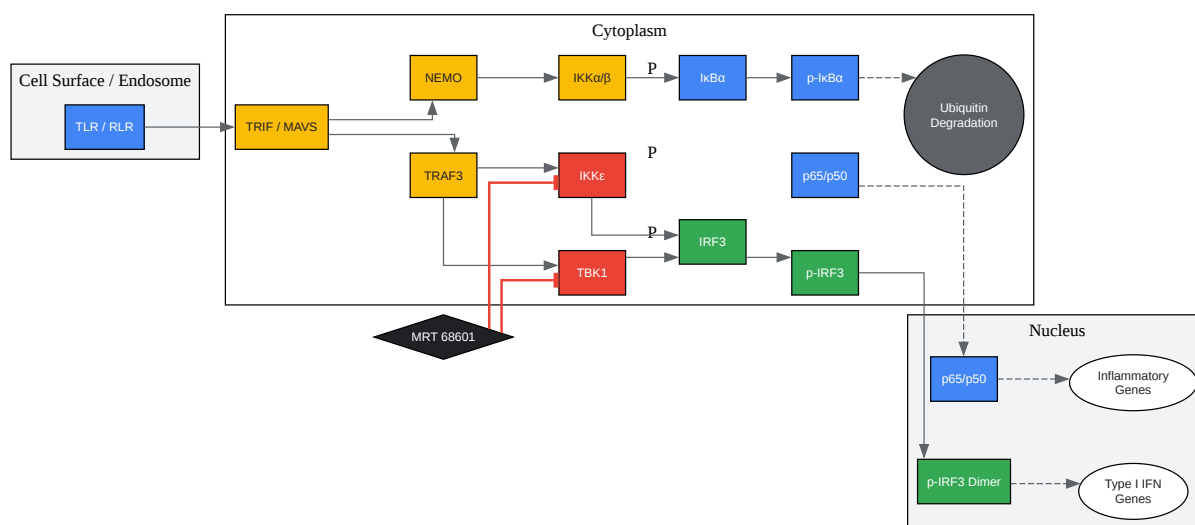 Cytoplasm
Cell Surface / Endosome
TLR / RLR
TRIF / MAVS
NEMO
IKKα/β
P
IκBα
p-IκBα
Ubiquitin
Degradation
TRAF3
IKKε
P
p65/p50
P
IRF3
TBK1
p-IRF3
MRT 68601
Nucleus
p65/p50
Inflammatory
Genes
p-IRF3 Dimer
Type I IFN
Genes